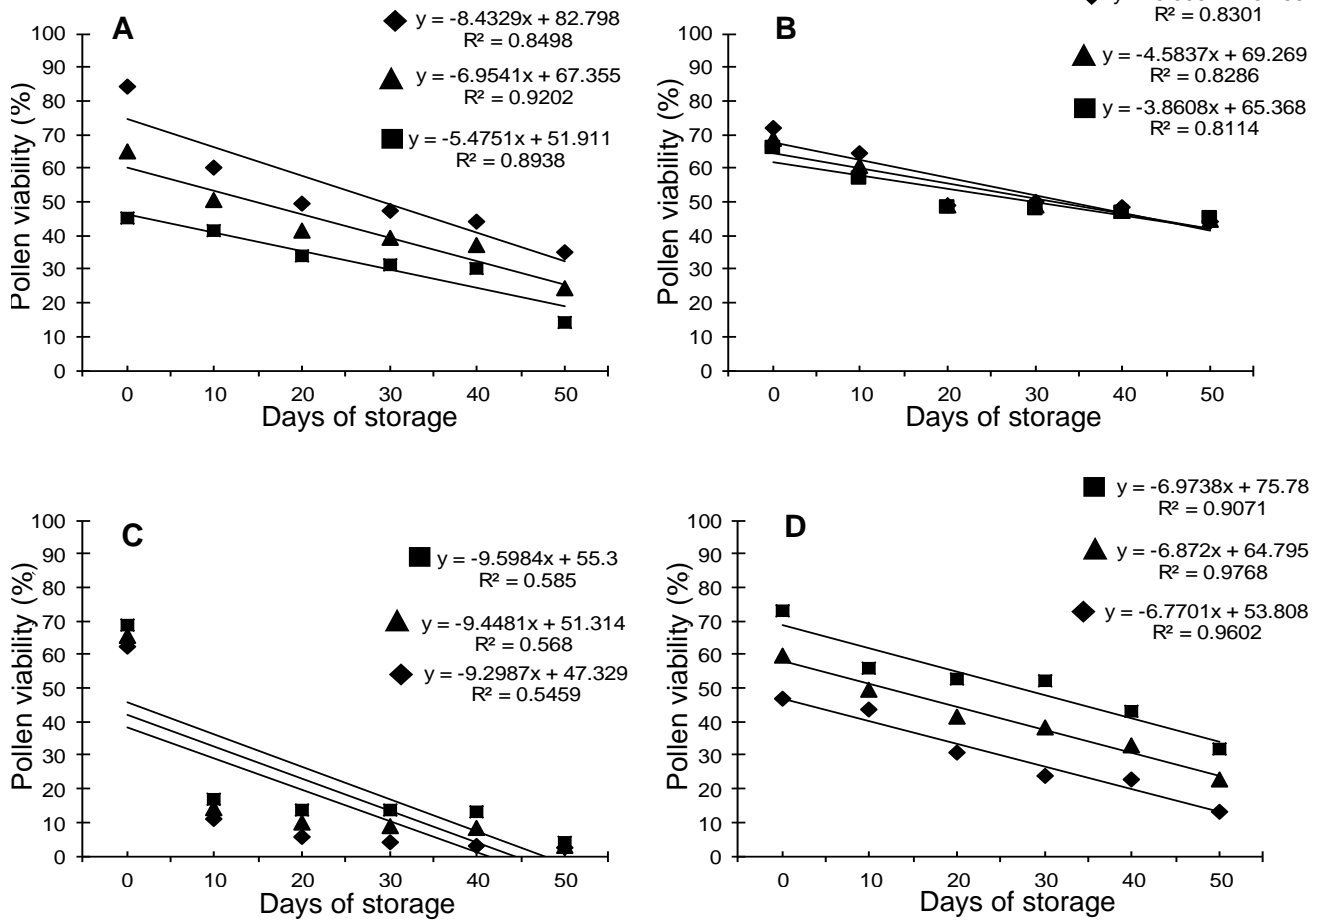 A
y = -8.4329x + 82.798
R² = 0.8498
y = -6.9541x + 67.355
R² = 0.9202
y = -5.4751x + 51.911
R² = 0.8938
Pollen viability (%)
100
90
80
70
60
50
40
30
20
10
0
0 10 20 30 40 50
Days of storage
B
R² = 0.8301
y = -4.5837x + 69.269
R² = 0.8286
y = -3.8608x + 65.368
R² = 0.8114
Pollen viability (%)
100
90
80
70
60
50
40
30
20
10
0
0 10 20 30 40 50
Days of storage
C
y = -9.5984x + 55.3
R² = 0.585
y = -9.4481x + 51.314
R² = 0.568
y = -9.2987x + 47.329
R² = 0.5459
Pollen viability (%)
100
90
80
70
60
50
40
30
20
10
0
0 10 20 30 40 50
Days of storage
D
y = -6.9738x + 75.78
R² = 0.9071
y = -6.872x + 64.795
R² = 0.9768
y = -6.7701x + 53.808
R² = 0.9602
Pollen viability (%)
100
90
80
70
60
50
40
30
20
10
0
0 10 20 30 40 50
Days of storage